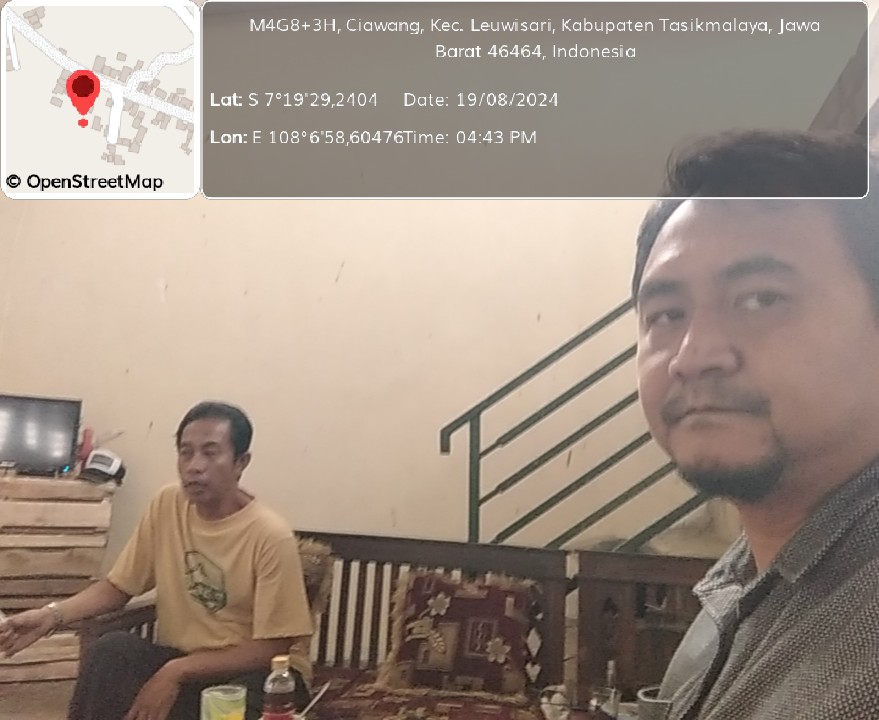 M4G8+3H, Ciawang, Kec. Leuwisari, Kabupaten Tasikmalaya, Jawa
Barat 46464, Indonesia
Lat: S 7°19'29,2404 Date: 19/08/2024
Lon: E 108°6'58,60476Time: 04:43 PM
© OpenStreetMap